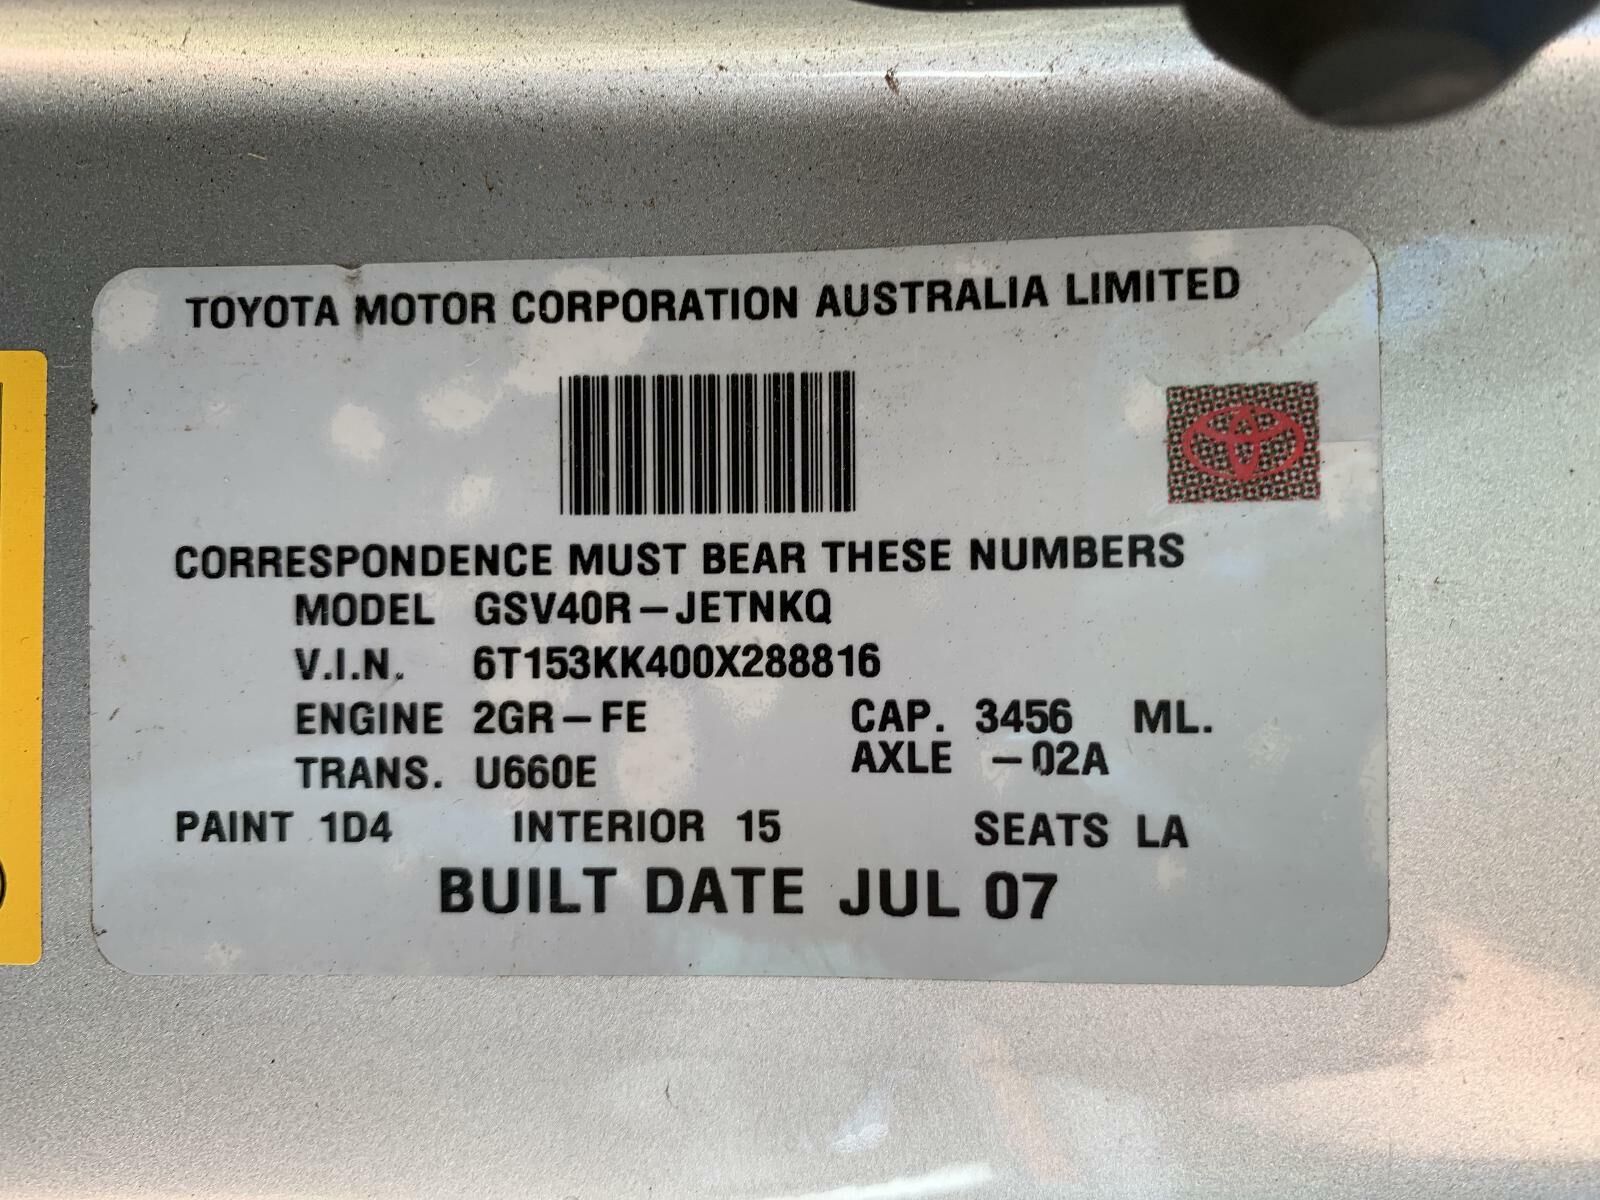 TOYOTA MOTOR CORPORATION AUSTRALIA LIMITED
CORRESPONDENCE MUST BEAR THESE NUMBERS
MODEL GSV40R–JETNKQ
V.I.N. 6T153KK400X288816
ENGINE 2GR–FE CAP. 3456 ML.
TRANS. U660E AXLE –02A
PAINT 1D4 INTERIOR 15 SEATS LA
BUILT DATE JUL 07